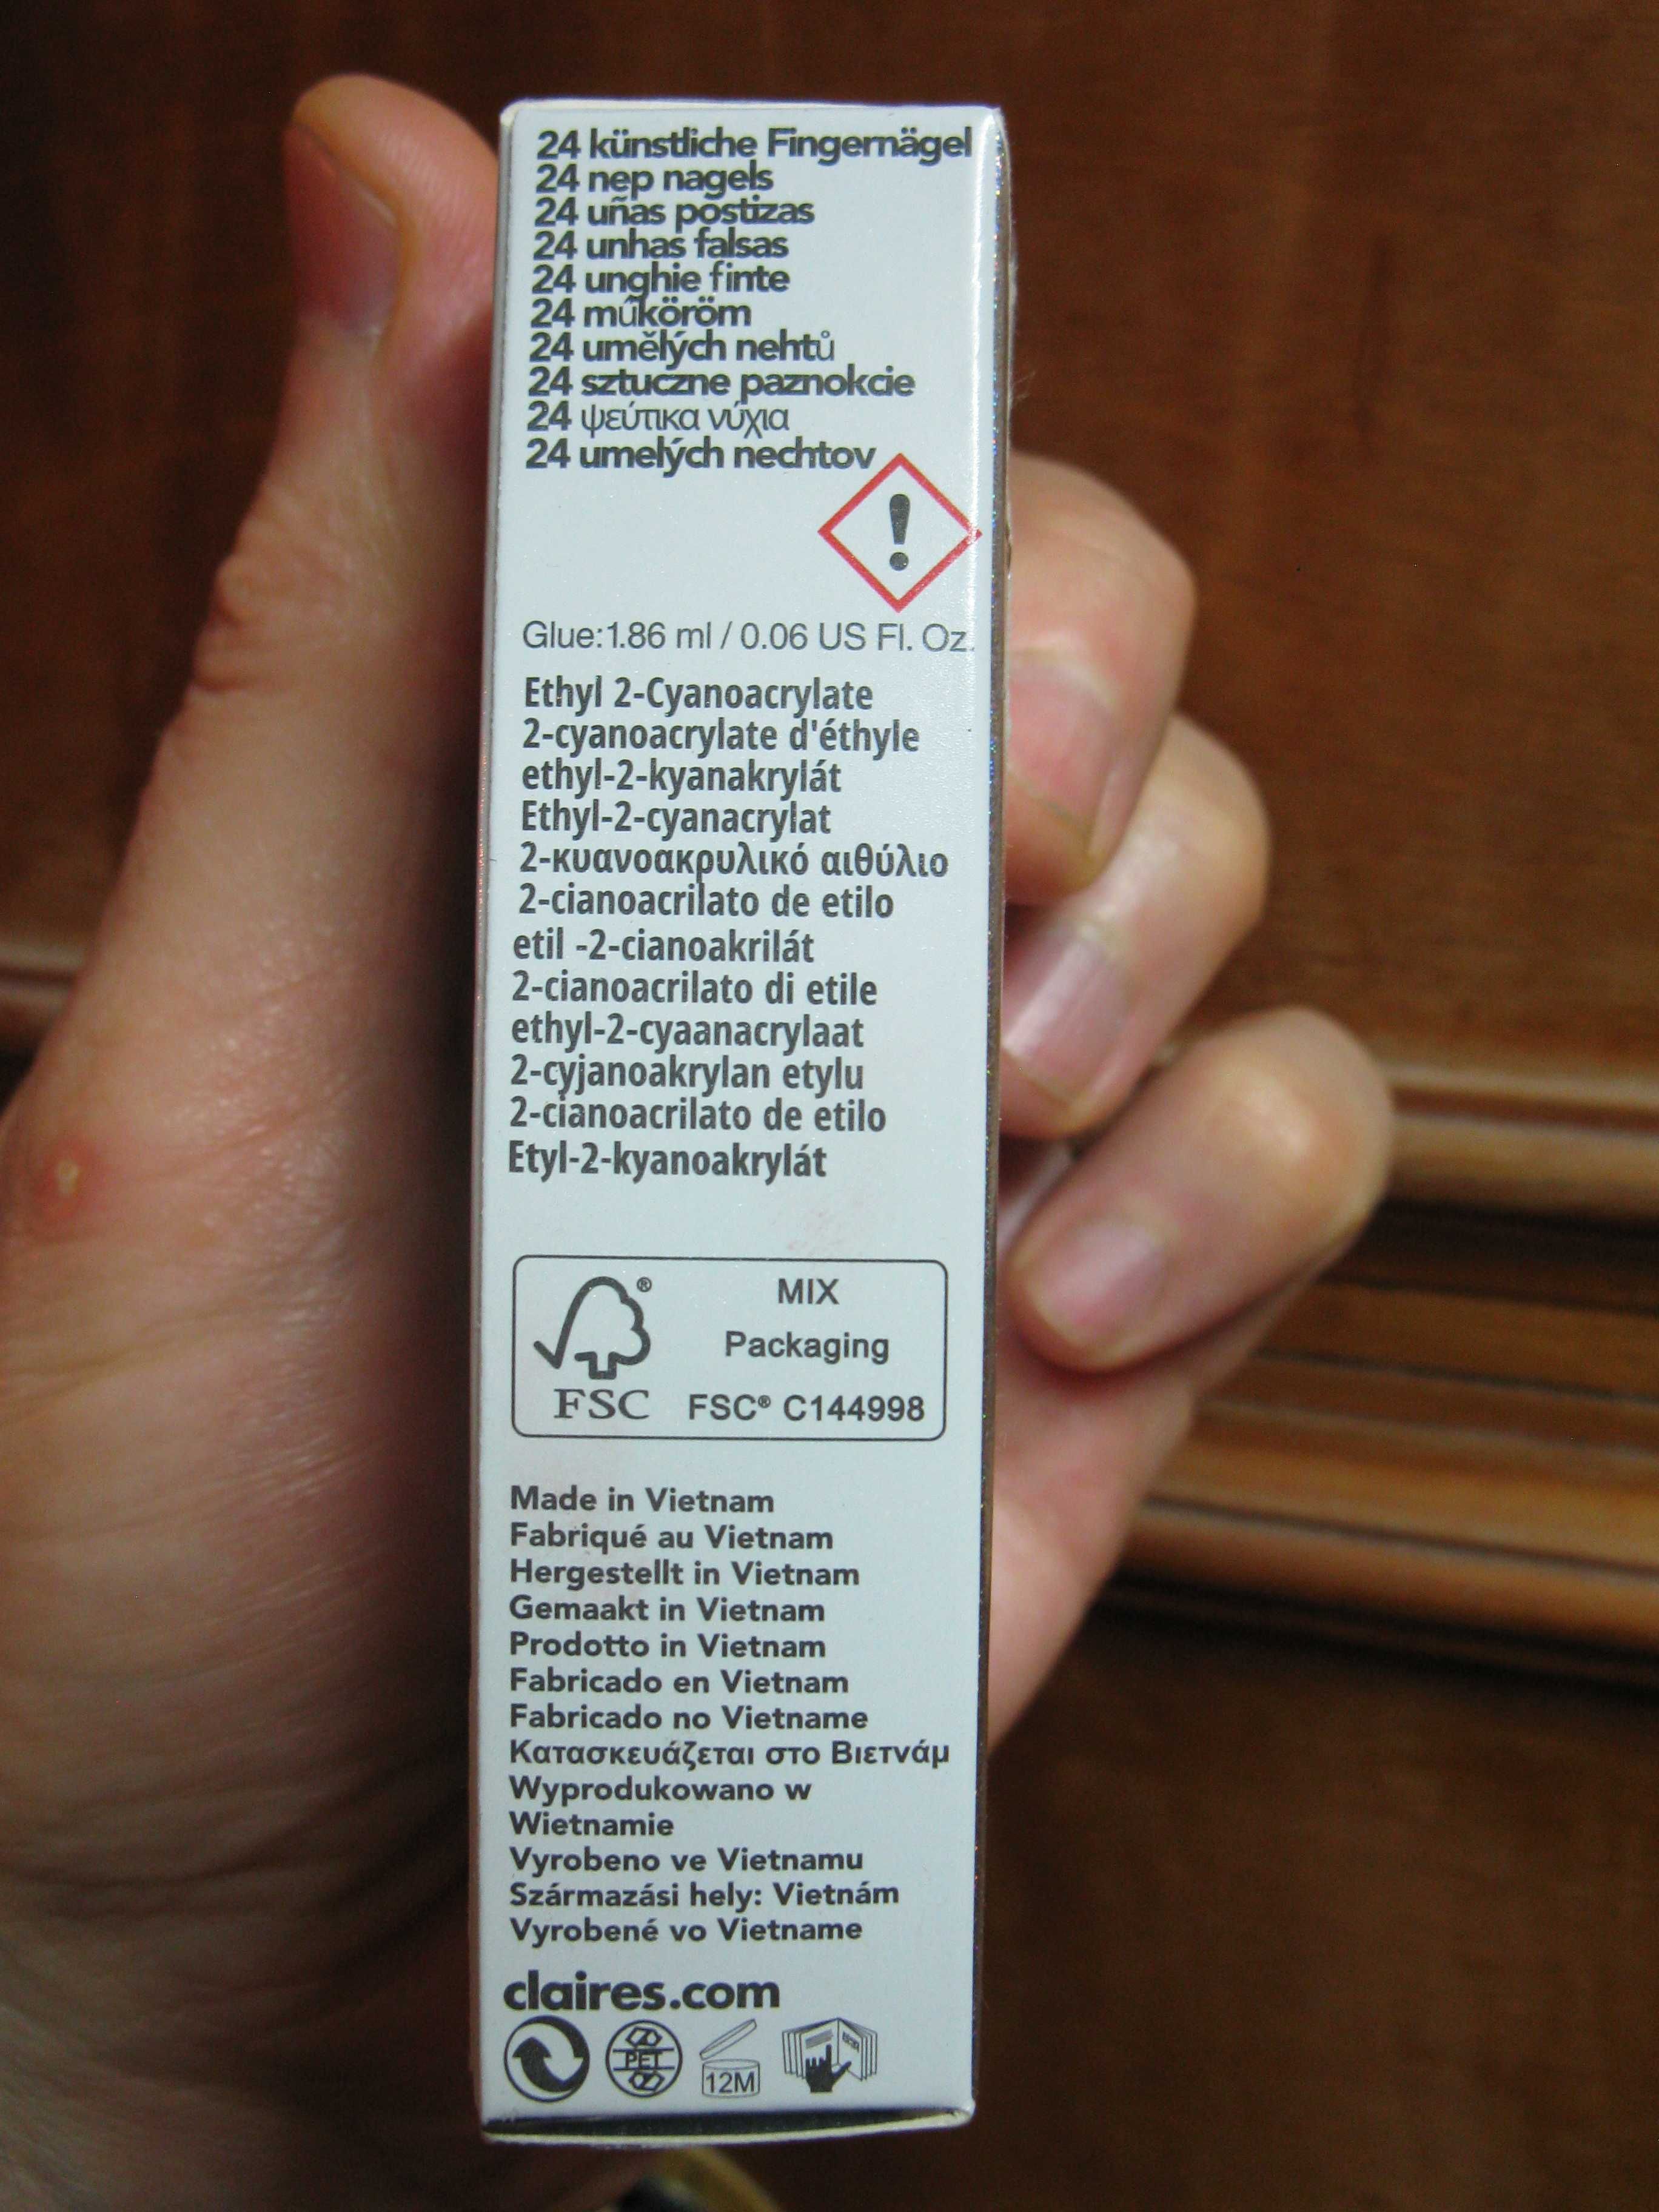 24 künstliche Fingernägel
24 nep nagels
24 uñas postizas
24 unhas falsas
24 unghie finte
24 műköröm
24 umělých nehtů
24 sztuczne paznokcie
24 ψεύτικα νύχια
24 umelých nechtov
Glue:1.86 ml / 0.06 US Fl. Oz.
Ethyl 2-Cyanoacrylate
2-cyanoacrylate d'éthyle
ethyl-2-kyanakrylát
Ethyl-2-cyanacrylat
2-κυανοακρυλικό αιθύλιο
2-cianoacrilato de etilo
etil -2-cianoakrilát
2-cianoacrilato di etile
ethyl-2-cyaanacrylaat
2-cyjanoakrylan etylu
2-cianoacrilato de etilo
Etyl-2-kyanoakrylát
MIX
Packaging
FSC® C144998
® FSC
Made in Vietnam
Fabriqué au Vietnam
Hergestellt in Vietnam
Gemaakt in Vietnam
Prodotto in Vietnam
Fabricado en Vietnam
Fabricado no Vietname
Κατασκευάζεται στο Βιετνάμ
Wyprodukowano w
Wietnamie
Vyrobeno ve Vietnamu
Származási hely: Vietnám
Vyrobené vo Vietname
claires.com
PET
12M